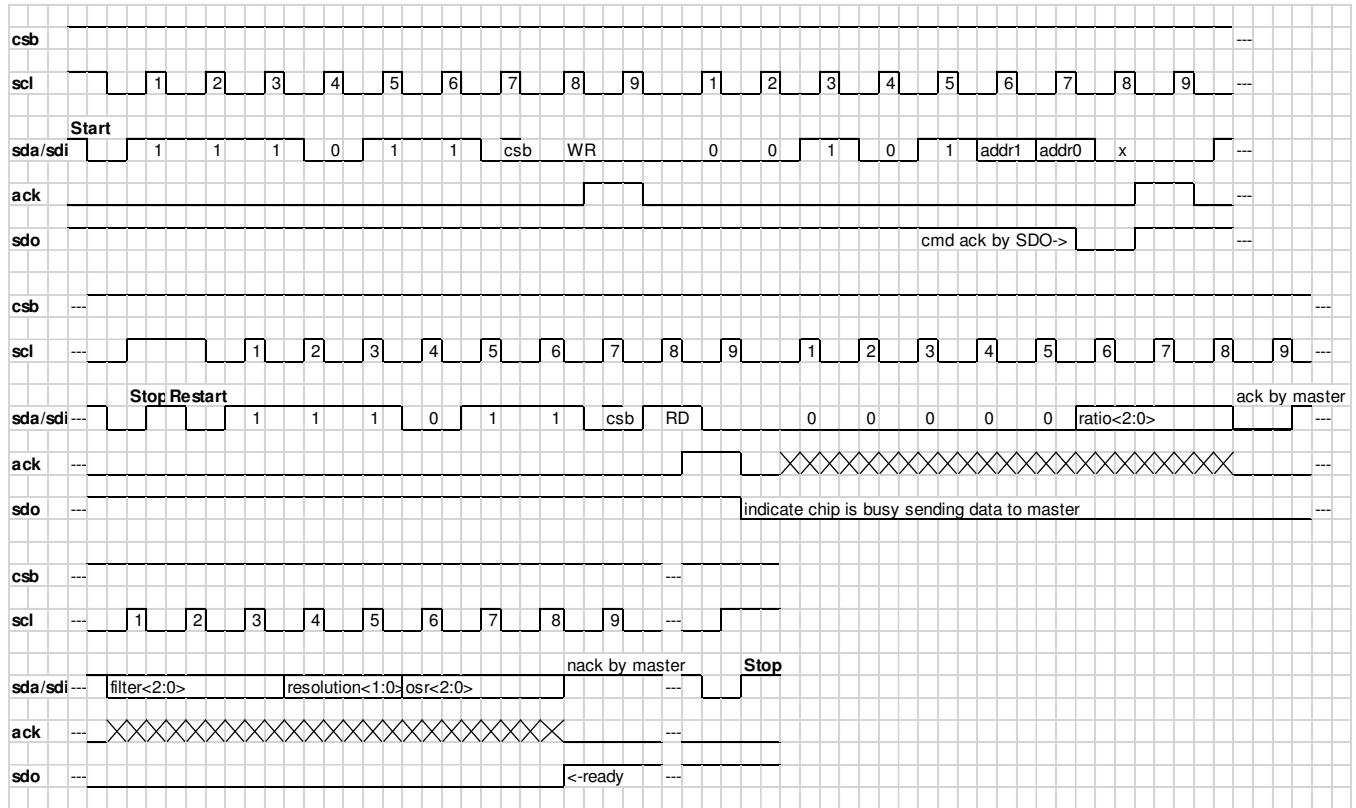 csb ---
scl 1 2 3 4 5 6 7 8 9 1 2 3 4 5 6 7 8 9 ---
Start
sda/sdi 1 1 1 0 1 1 csb WR 0 0 1 0 1 addr1 addr0 x ---
ack ---
sdo cmd ack by SDO-> ---
csb --- ---
scl --- 1 2 3 4 5 6 7 8 9 1 2 3 4 5 6 7 8 9 ---
Stop Restart ack by master
sda/sdi --- 1 1 1 0 1 1 csb RD 0 0 0 0 0 ratio<2:0> ---
ack --- ---
sdo --- indicate chip is busy sending data to master ---
csb --- ---
scl --- 1 2 3 4 5 6 7 8 9 ---
nack by master Stop
sda/sdi --- filter<2:0> resolution<1:0> osr<2:0> ---
ack --- ---
sdo --- <-ready ---